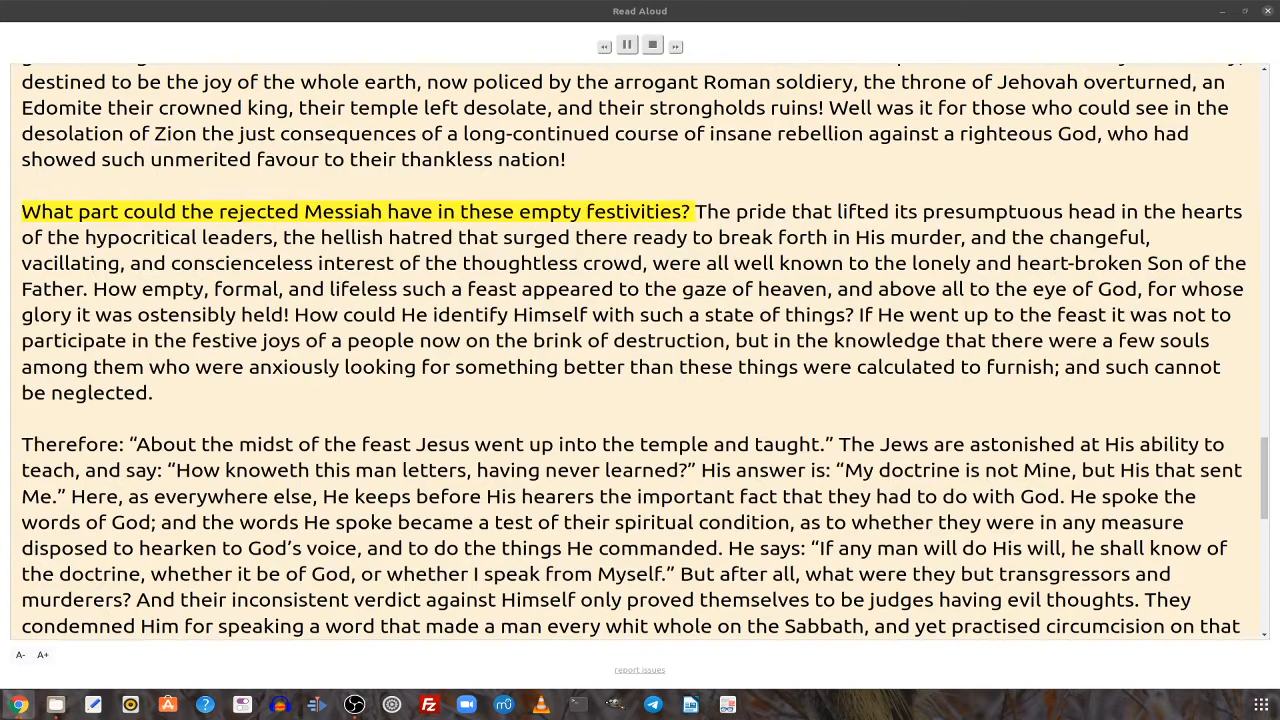 Read Aloud
destined to be the joy of the whole earth, now policed by the arrogant Roman soldiery, the throne of Jehovah overturned, an
Edomite their crowned king, their temple left desolate, and their strongholds ruins! Well was it for those who could see in the
desolation of Zion the just consequences of a long-continued course of insane rebellion against a righteous God, who had
showed such unmerited favour to their thankless nation!
What part could the rejected Messiah have in these empty festivities? The pride that lifted its presumptuous head in the hearts
of the hypocritical leaders, the hellish hatred that surged there ready to break forth in His murder, and the changeful,
vacillating, and conscienceless interest of the thoughtless crowd, were all well known to the lonely and heart-broken Son of the
Father. How empty, formal, and lifeless such a feast appeared to the gaze of heaven, and above all to the eye of God, for whose
glory it was ostensibly held! How could He identify Himself with such a state of things? If He went up to the feast it was not to
participate in the festive joys of a people now on the brink of destruction, but in the knowledge that there were a few souls
among them who were anxiously looking for something better than these things were calculated to furnish; and such cannot
be neglected.
Therefore: “About the midst of the feast Jesus went up into the temple and taught.” The Jews are astonished at His ability to
teach, and say: “How knoweth this man letters, having never learned?” His answer is: “My doctrine is not Mine, but His that sent
Me.” Here, as everywhere else, He keeps before His hearers the important fact that they had to do with God. He spoke the
words of God; and the words He spoke became a test of their spiritual condition, as to whether they were in any measure
disposed to hearken to God’s voice, and to do the things He commanded. He says: “If any man will do His will, he shall know of
the doctrine, whether it be of God, or whether I speak from Myself.” But after all, what were they but transgressors and
murderers? And their inconsistent verdict against Himself only proved themselves to be judges having evil thoughts. They
condemned Him for speaking a word that made a man every whit whole on the Sabbath, and yet practised circumcision on that
A- A+
report issues